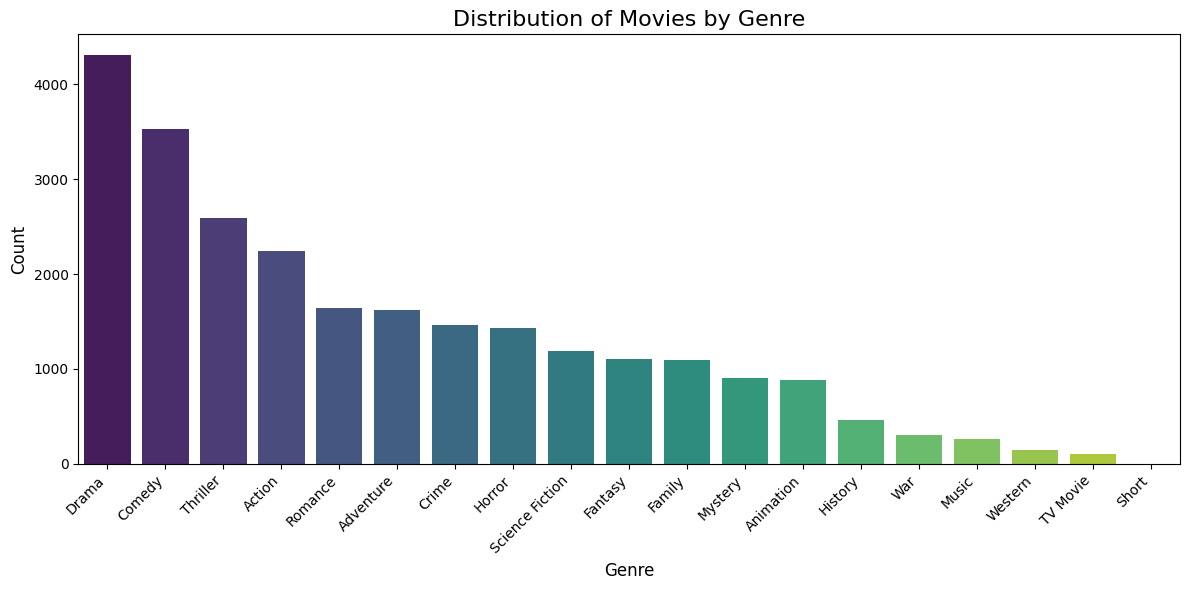 Distribution of Movies by Genre
Count
4000
3000
2000
1000
0
Drama
Comedy
Thriller
Action
Romance
Adventure
Crime
Horror
Science Fiction
Fantasy
Family
Mystery
Animation
History
War
Music
Western
TV Movie
Short
Genre